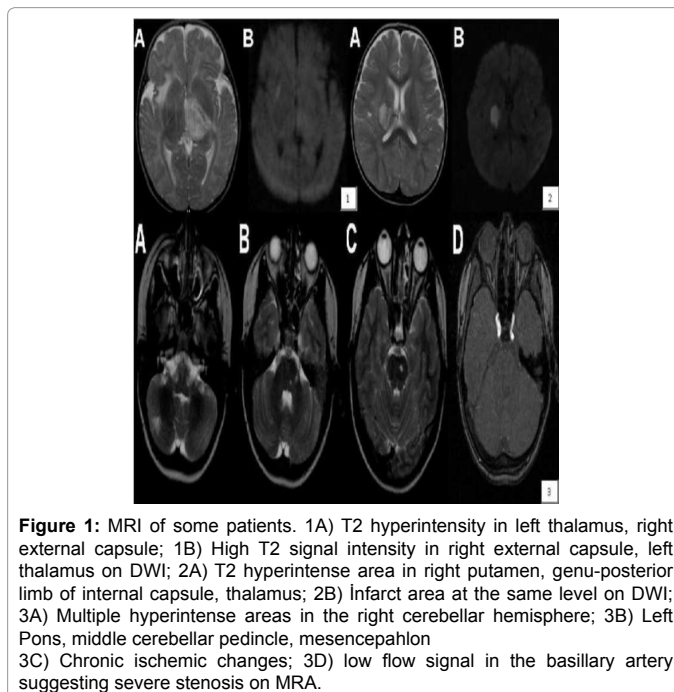 A B A B
1 2
A B C D
3
Figure 1: MRI of some patients. 1A) T2 hyperintensity in left thalamus, right
external capsule; 1B) High T2 signal intensity in right external capsule, left
thalamus on DWI; 2A) T2 hyperintense area in right putamen, genu-posterior
limb of internal capsule, thalamus; 2B) İnfarct area at the same level on DWI;
3A) Multiple hyperintense areas in the right cerebellar hemisphere; 3B) Left
Pons, middle cerebellar pedincle, mesencepahlon
3C) Chronic ischemic changes; 3D) low flow signal in the basillary artery
suggesting severe stenosis on MRA.